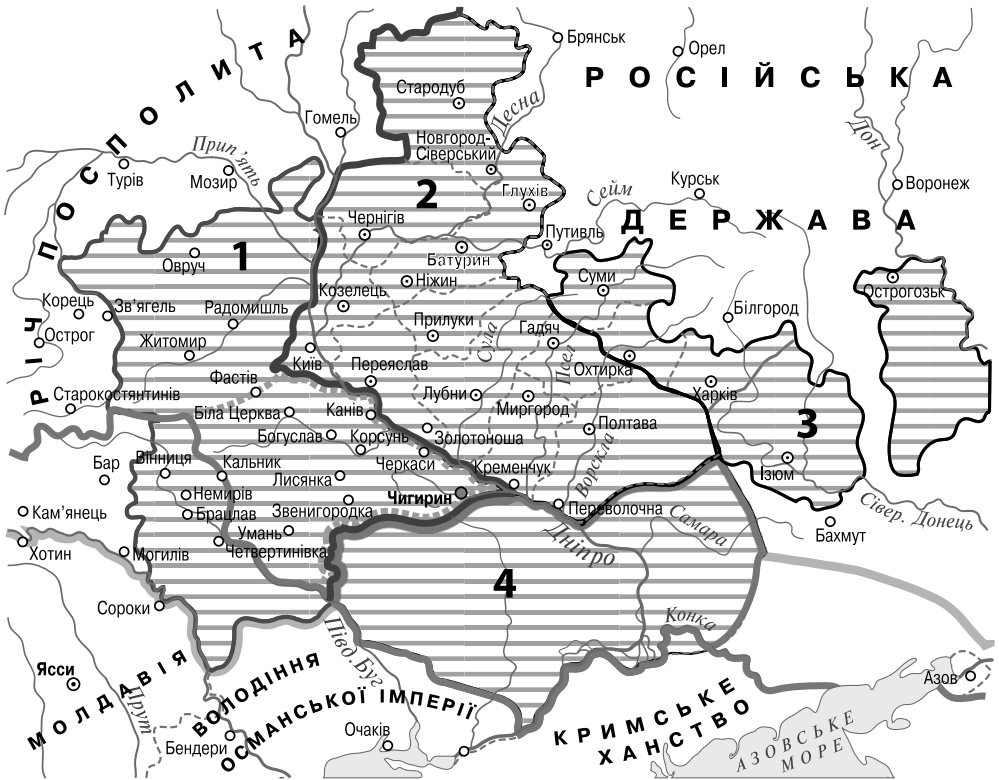 РІЧ ПОСПОЛИТА
РОСІЙСЬКА
ДЕРЖАВА
Брянськ
Орел
Стародуб
Десна
Гомель
Новгород-
Сіверський
Прип'ять
Турів
Мозир
Дон
Воронеж
Курськ
Сейм
2
Глухів
Чернігів
Путивль
1
Овруч
Батурин
Ніжин
Суми
Острогозьк
Корець
Зв'ягель
Радомишль
Козелець
Прилуки
Сула
Гадяч
Білгород
Острог
Житомир
Київ
Переяслав
Псел
Охтирка
Фастів
Харків
Старокостянтинів
Біла Церква
Канів
Лубни
Миргород
3
Богуслав
Корсунь
Золотоноша
Полтава
Бар
Вінниця
Кальник
Лисянка
Черкаси
Кременчук
Ворскла
Ізюм
Немирів
Чигирин
Кам'янець
Брацлав
Звенигородка
Переволочна
Самара
Сівер. Донець
Умань
Дніпро
Бахмут
Хотин
Могилів
Четвертинівка
4
Сороки
Конка
Півд. Буг
Ясси
МОЛДАВІЯ
Прут
ВОЛОДІННЯ
ОСМАНСЬКОЇ ІМПЕРІЇ
Бендери
Очаків
КРИМСЬКЕ
ХАНСТВО
Азов
АЗОВСЬКЕ
МОРЕ